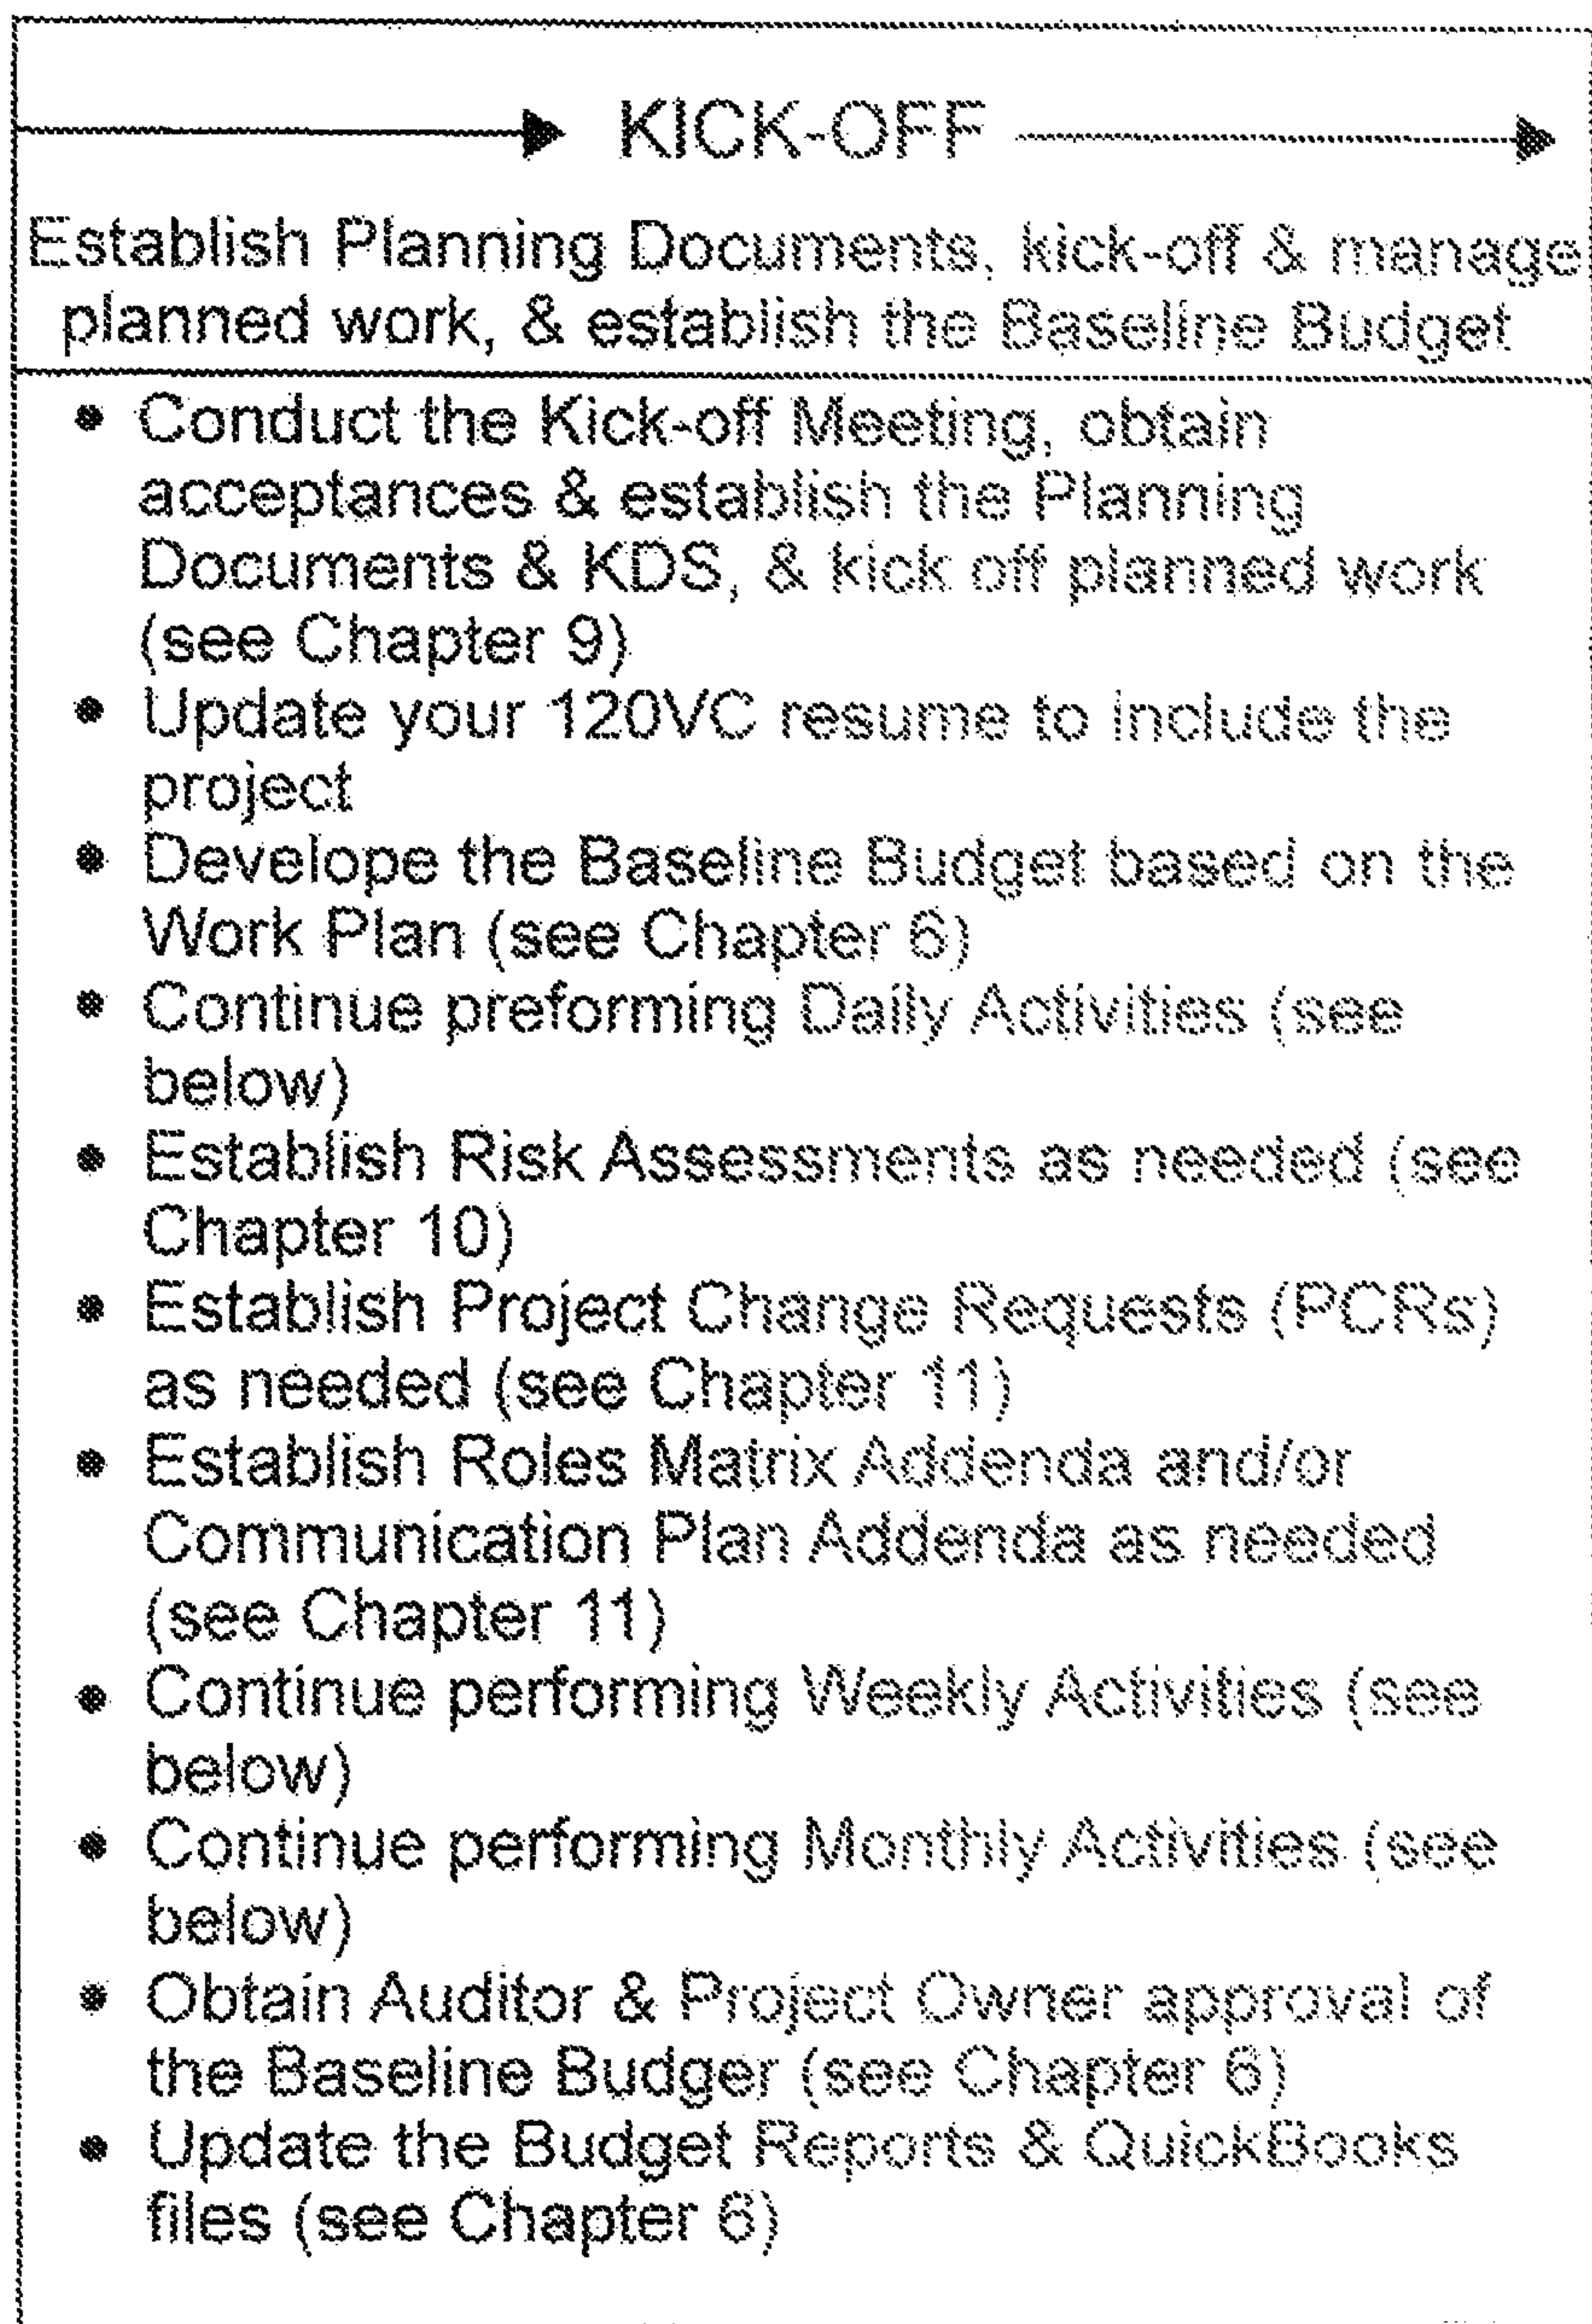 KICK-OFF
Establish Planning Documents, kick-off & manage
planned work, & establish the Baseline Budget
• Conduct the Kick-off Meeting, obtain
acceptances & establish the Planning
Documents & KDS, & kick off planned work
(see Chapter 9)
• Update your 120VC resume to include the
project
• Develope the Baseline Budget based on the
Work Plan (see Chapter 6)
• Continue preforming Daily Activities (see
below)
• Establish Risk Assessments as needed (see
Chapter 10)
• Establish Project Change Requests (PCRs)
as needed (see Chapter 11)
• Establish Roles Matrix Addenda and/or
Communication Plan Addenda as needed
(see Chapter 11)
• Continue performing Weekly Activities (see
below)
• Continue performing Monthly Activities (see
below)
• Obtain Auditor & Project Owner approval of
the Baseline Budger (see Chapter 6)
• Update the Budget Reports & QuickBooks
files (see Chapter 6)